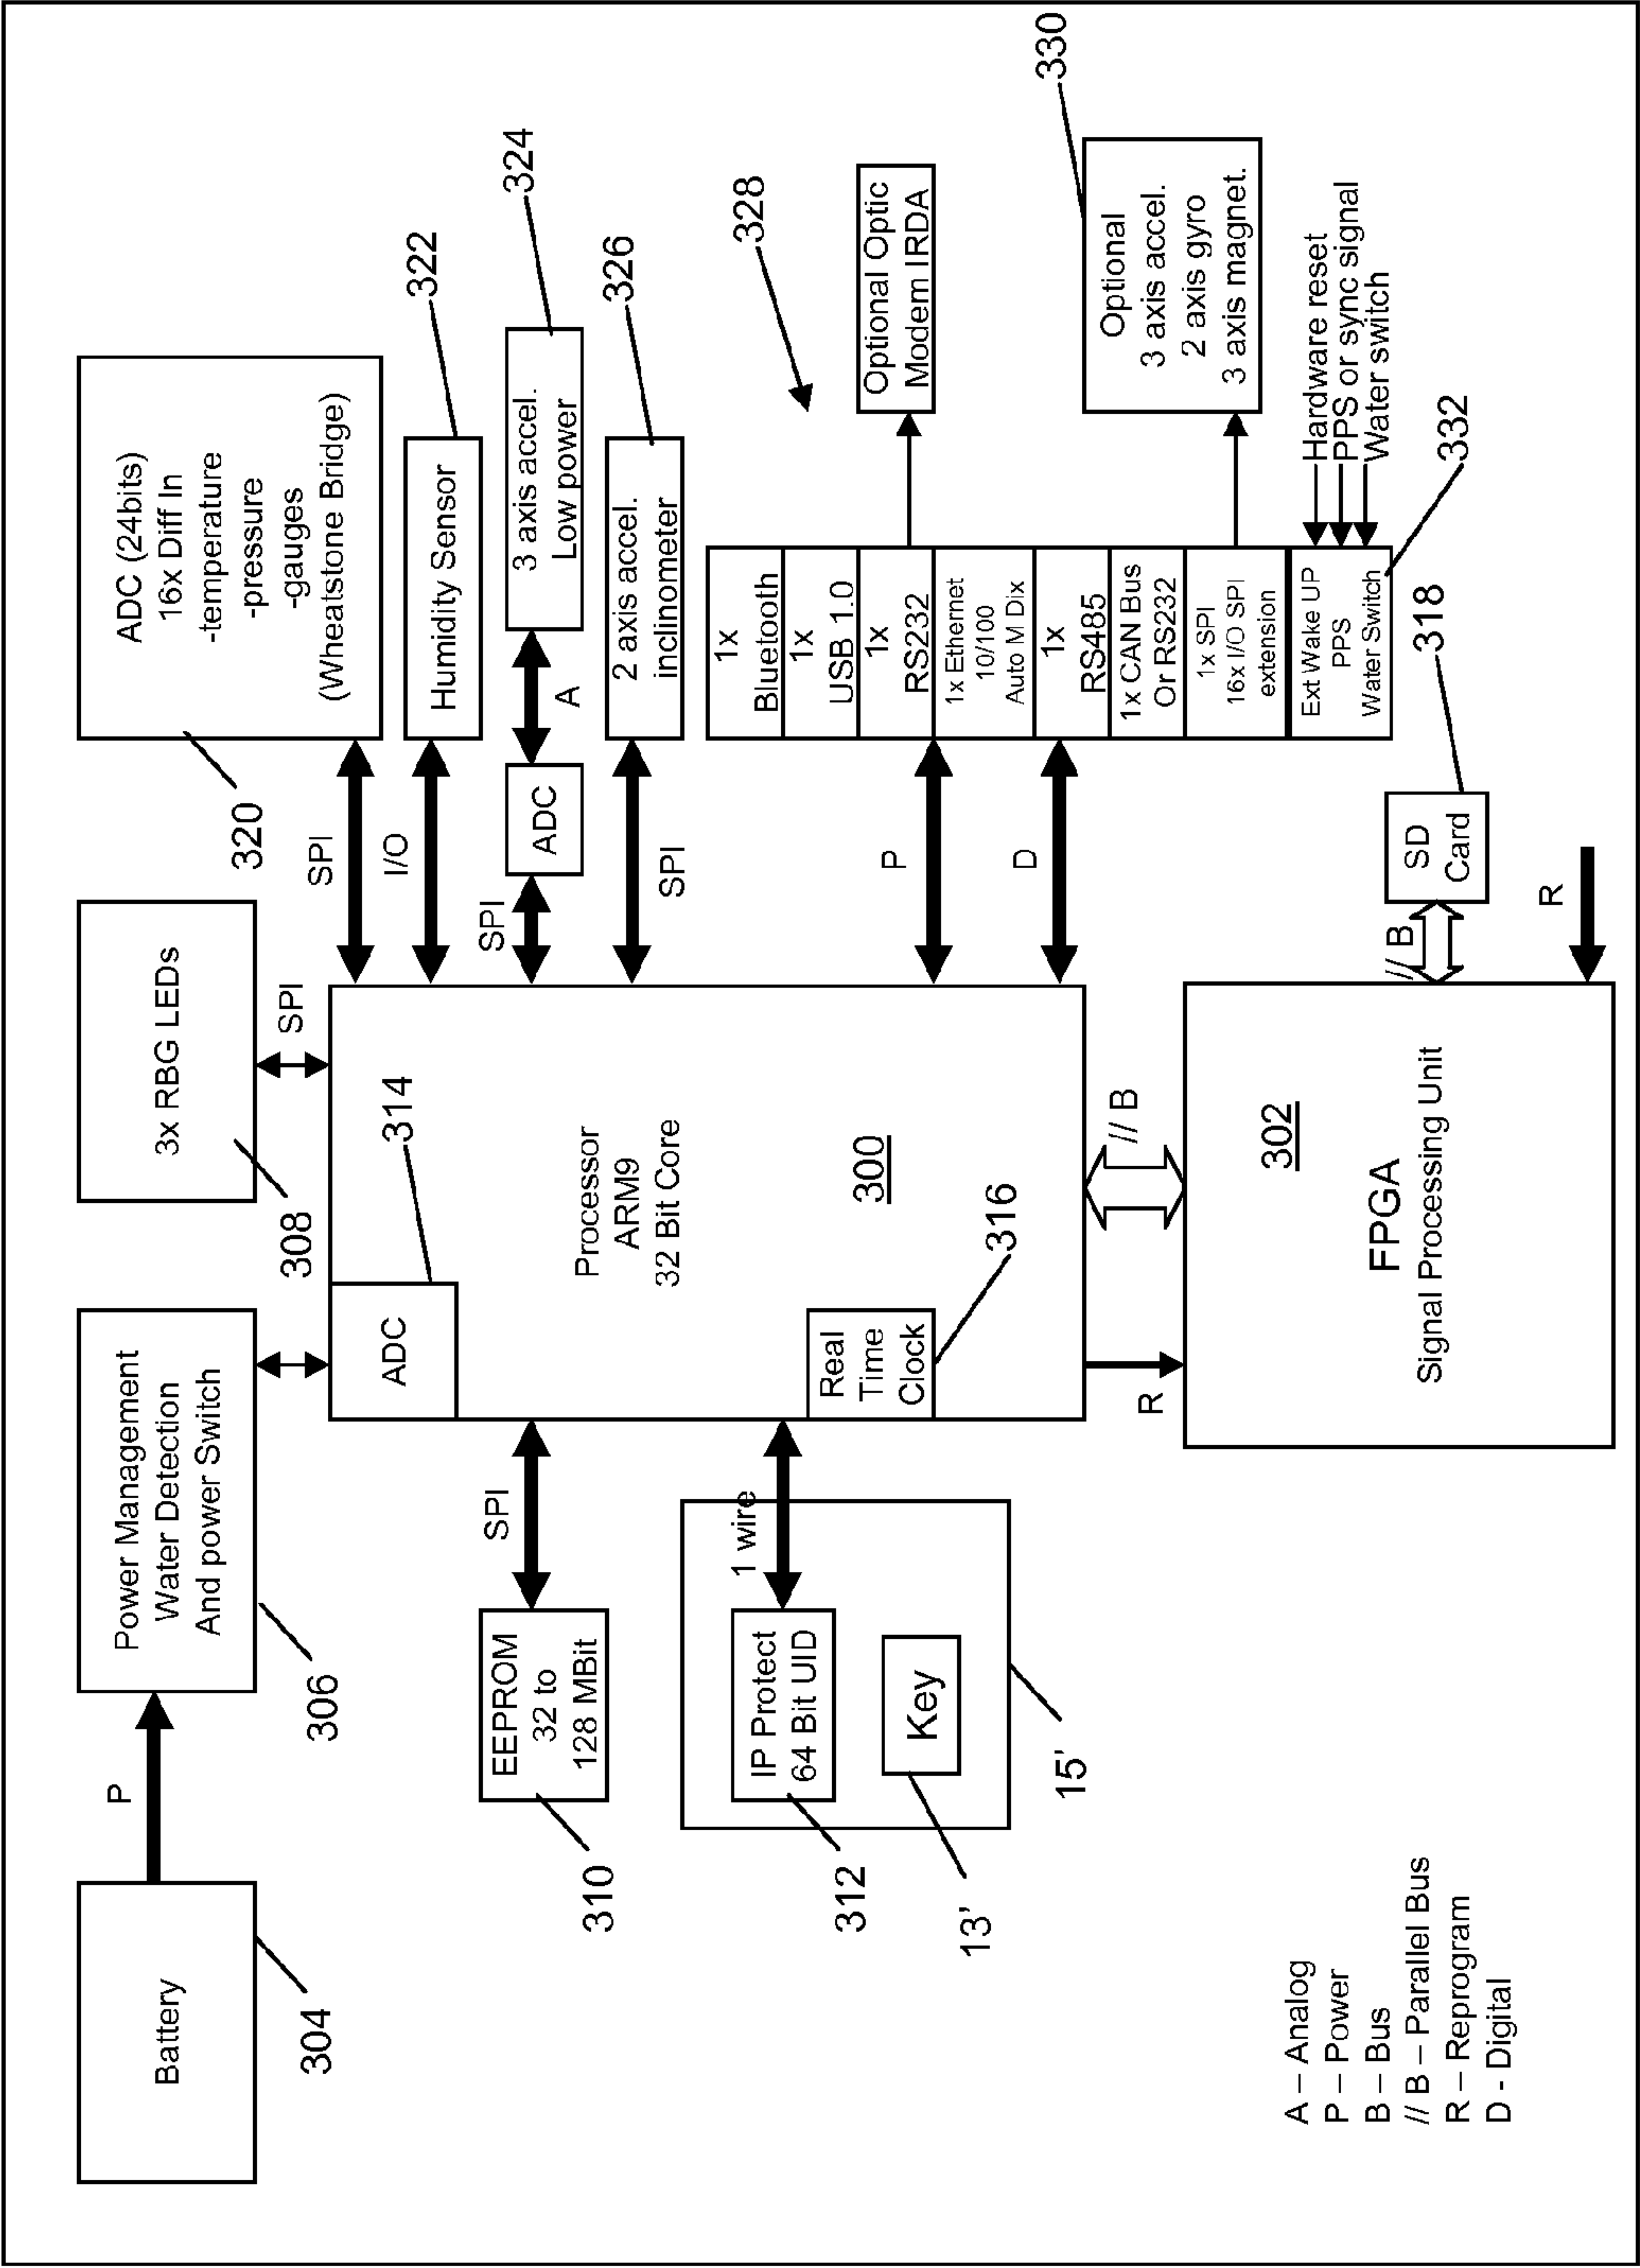 Battery
304
P
Power Management
Water Detection
And power Switch
306
3x RBG LEDs
308
SPI
ADC (24bits)
16x Diff In
-temperature
-pressure
-gauges
(Wheatstone Bridge)
320
SPI
Humidity Sensor
322
I/O
3 axis accel.
Low power
324
A
ADC
SPI
2 axis accel.
inclinometer
326
SPI
ADC
314
Processor
ARM9
32 Bit Core
300
Real
Time
Clock
316
EEPROM
32 to
128 MBit
310
SPI
IP Protect
64 Bit UID
312
1 wire
Key
13'
15'
P
D
328
1x
Bluetooth
1x
USB 1.0
1x
RS232
1x Ethernet
10/100
Auto M Dix
1x
RS485
1x CAN Bus
Or RS232
1x SPI
16x I/O SPI
extension
Ext Wake UP
PPS
Water Switch
332
Optional Optic
Modem IRDA
Optional
3 axis accel.
2 axis gyro
3 axis magnet.
330
Hardware reset
PPS or sync signal
Water switch
// B
R
302
FPGA
Signal Processing Unit
// B
SD
Card
318
R
A – Analog
P – Power
B – Bus
// B – Parallel Bus
R – Reprogram
D - Digital